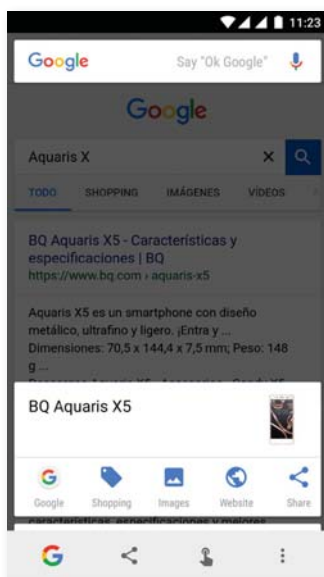 11:23
Google Say "Ok Google"
Google
Aquaris X
TODO SHOPPING IMÁGENES VÍDEOS
BQ Aquaris X5 - Características y
especificaciones | BQ
https://www.bq.com › aquaris-x5
Aquaris X5 es un smartphone con diseño
metálico, ultrafino y ligero. ¡Entra y ...
Dimensiones: 70,5 x 144,4 x 7,5 mm; Peso: 148
g ...
BQ Aquaris X5
Google Shopping Images Website Share
características, especificaciones y mejores
G